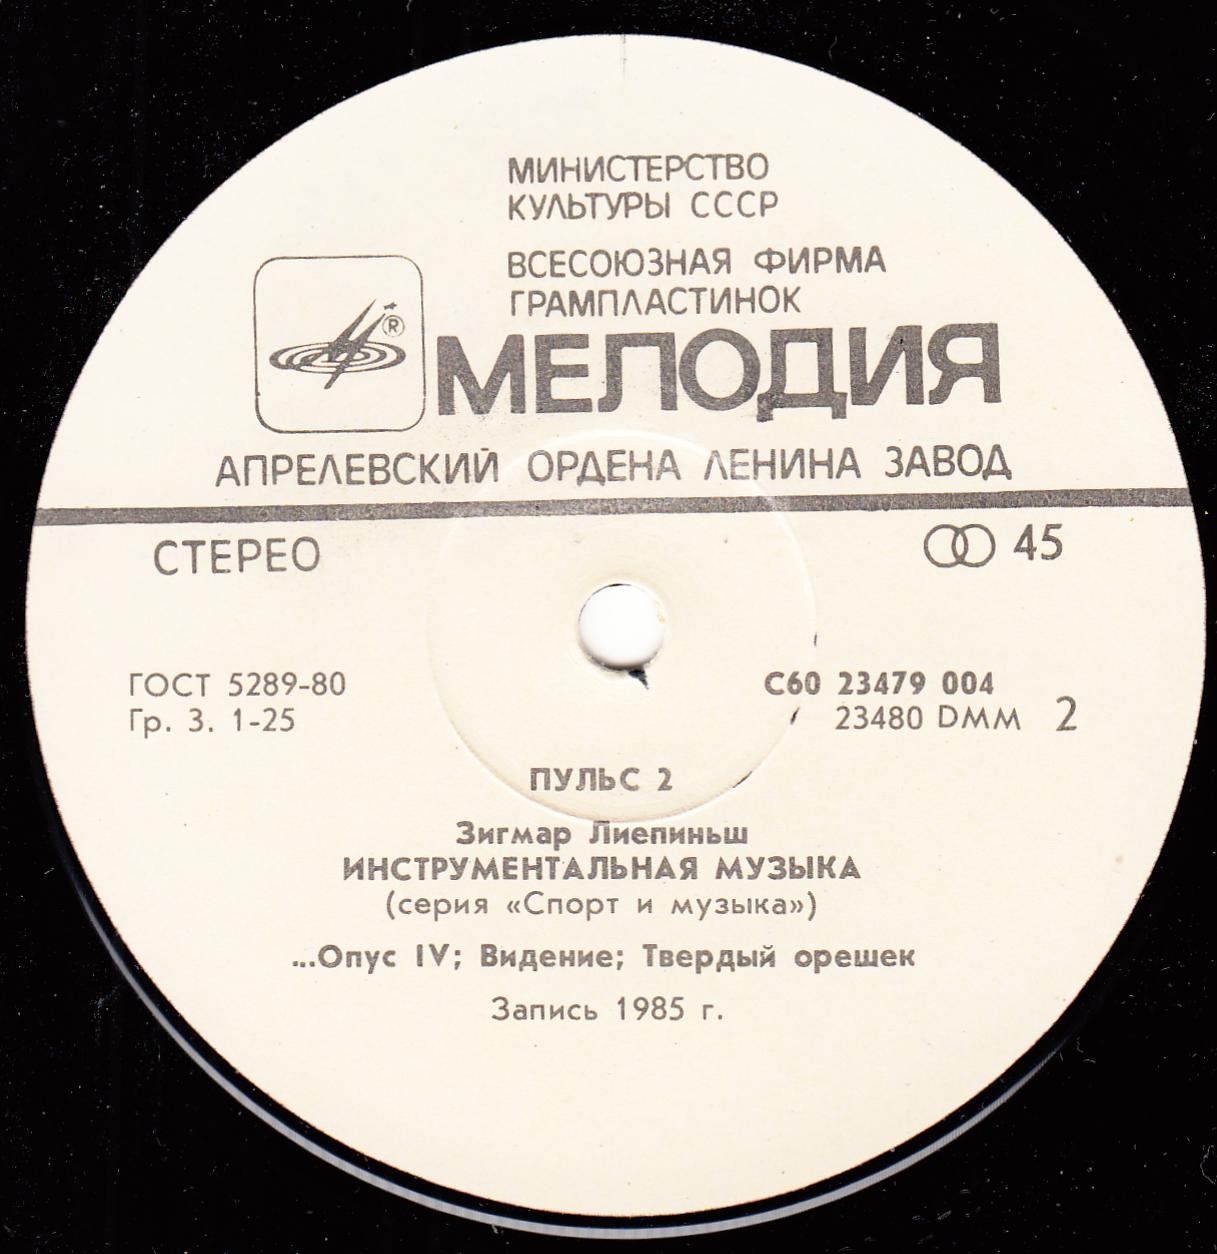 МИНИСТЕРСТВО
КУЛЬТУРЫ СССР
ВСЕСОЮЗНАЯ ФИРМА
ГРАМПЛАСТИНОК
®
МЕЛОДИЯ
АПРЕЛЕВСКИЙ ОРДЕНА ЛЕНИНА ЗАВОД
СТЕРЕО 45
ГОСТ 5289-80 С60 23479 004
Гр. 3. 1-25 23480 DMM 2
ПУЛЬС 2
Зигмар Лиепиньш
ИНСТРУМЕНТАЛЬНАЯ МУЗЫКА
(серия «Спорт и музыка»)
...Опус IV; Видение; Твердый орешек
Запись 1985 г.